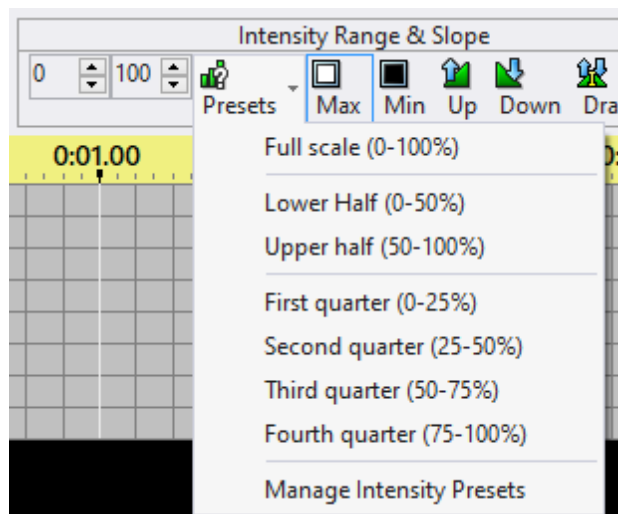 Intensity Range & Slope
0 100
Presets Max Min Up Down Dra
0:01.00
Full scale (0-100%)
Lower Half (0-50%)
Upper half (50-100%)
First quarter (0-25%)
Second quarter (25-50%)
Third quarter (50-75%)
Fourth quarter (75-100%)
Manage Intensity Presets